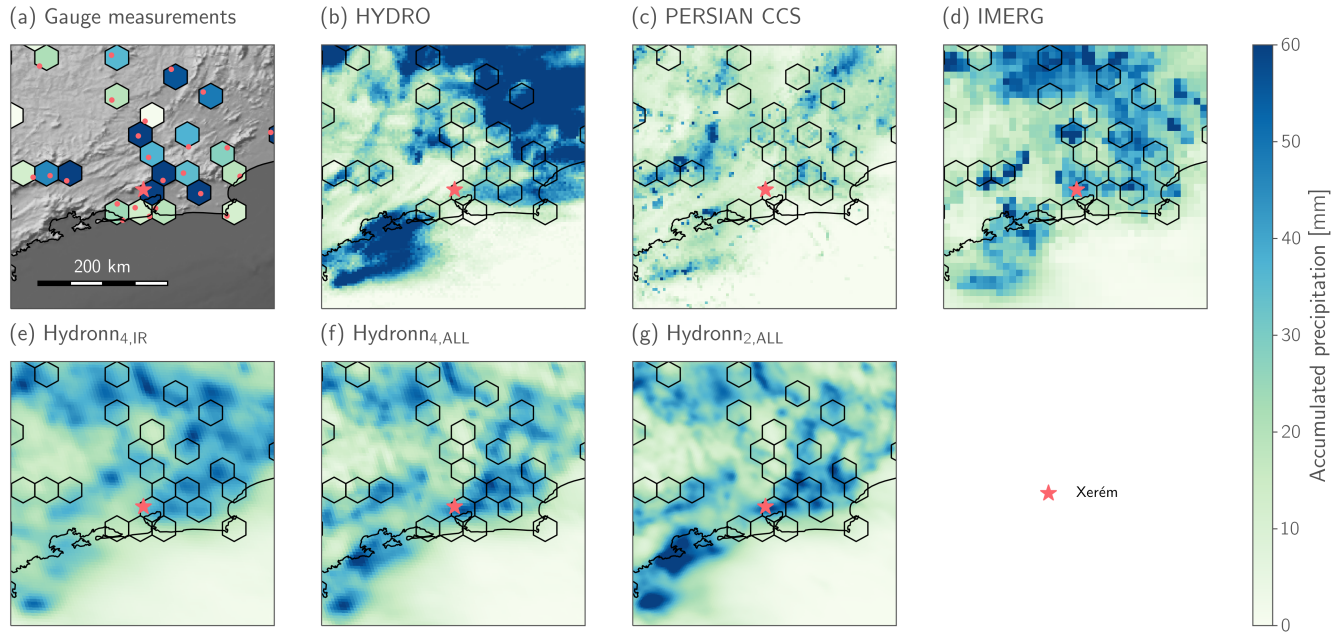 (a) Gauge measurements
(b) HYDRO
(c) PERSIAN CCS
(d) IMERG
200 km
(e) Hydronn4,IR
(f) Hydronn4,ALL
(g) Hydronn2,ALL
Xerém
60
50
40
30
20
10
0
Accumulated precipitation [mm]